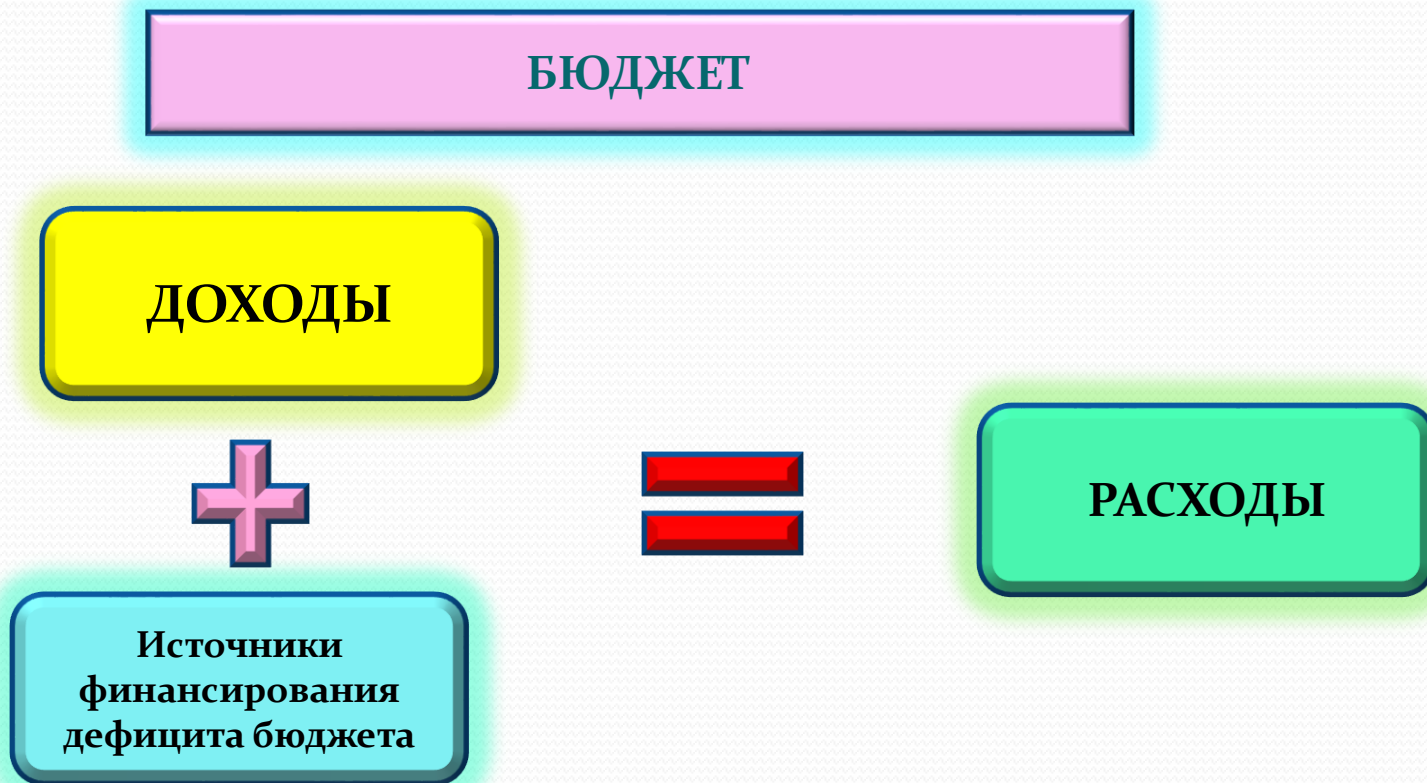 БЮДЖЕТ
ДОХОДЫ
РАСХОДЫ
Источники
финансирования
дефицита бюджета